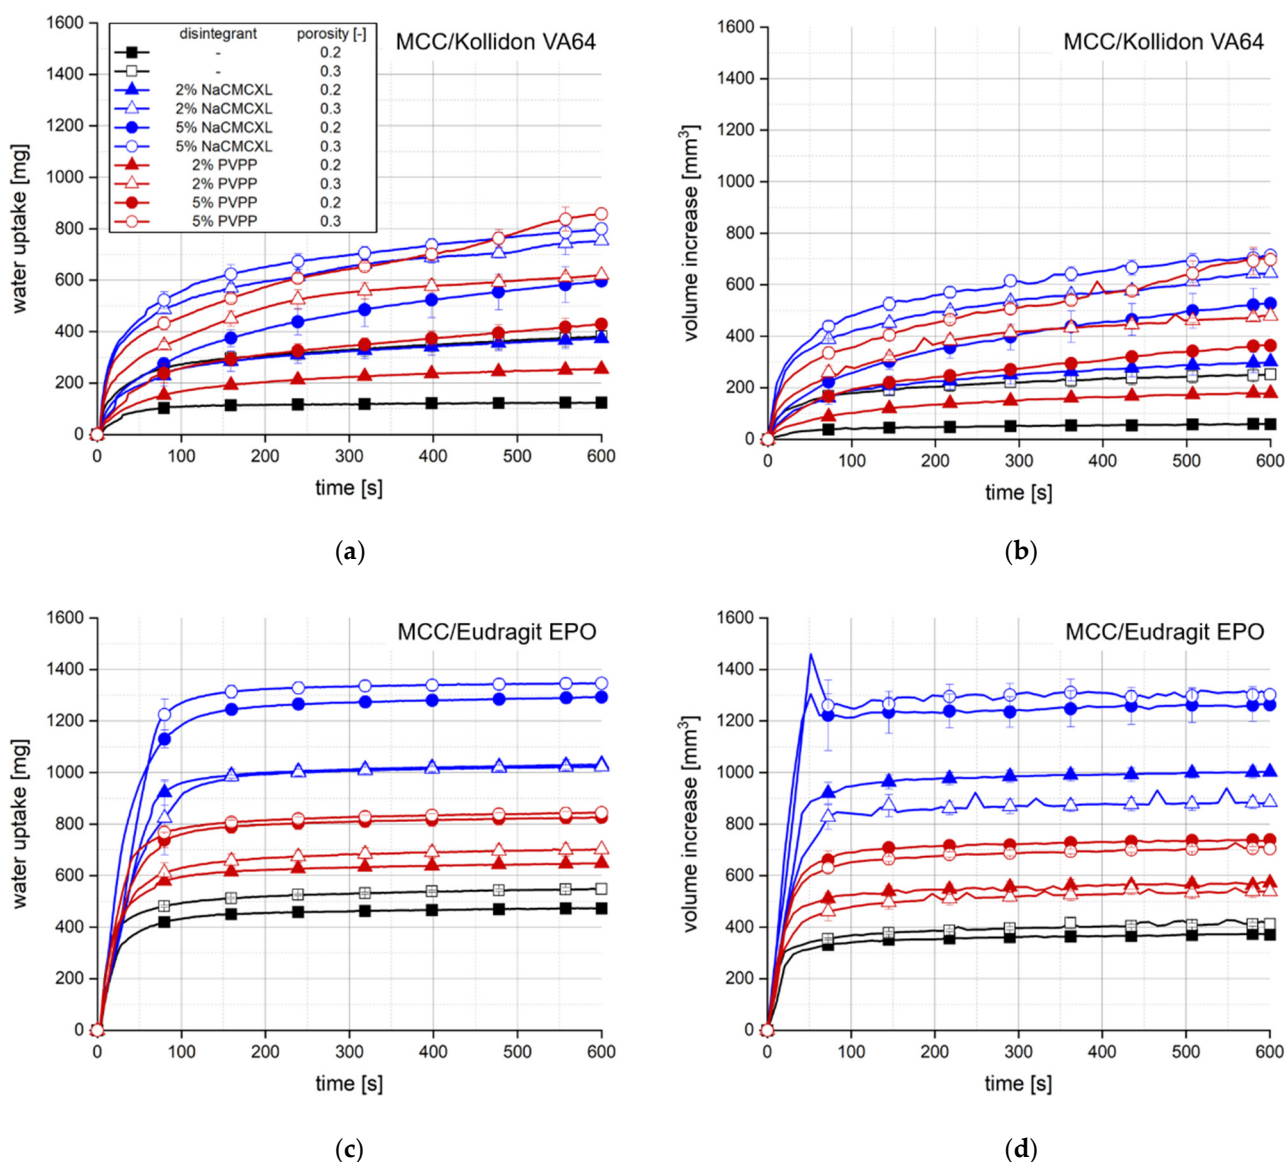 MCC/Kollidon VA64
disintegrant porosity [-]
- 0.2
- 0.3
2% NaCMCXL 0.2
2% NaCMCXL 0.3
5% NaCMCXL 0.2
5% NaCMCXL 0.3
2% PVPP 0.2
2% PVPP 0.3
5% PVPP 0.2
5% PVPP 0.3
water uptake [mg]
1600
1400
1200
1000
800
600
400
200
0
0 100 200 300 400 500 600
time [s]
(a)
MCC/Kollidon VA64
volume increase [mm³]
1600
1400
1200
1000
800
600
400
200
0
0 100 200 300 400 500 600
time [s]
(b)
MCC/Eudragit EPO
water uptake [mg]
1600
1400
1200
1000
800
600
400
200
0
0 100 200 300 400 500 600
time [s]
(c)
MCC/Eudragit EPO
volume increase [mm³]
1600
1400
1200
1000
800
600
400
200
0
0 100 200 300 400 500 600
time [s]
(d)